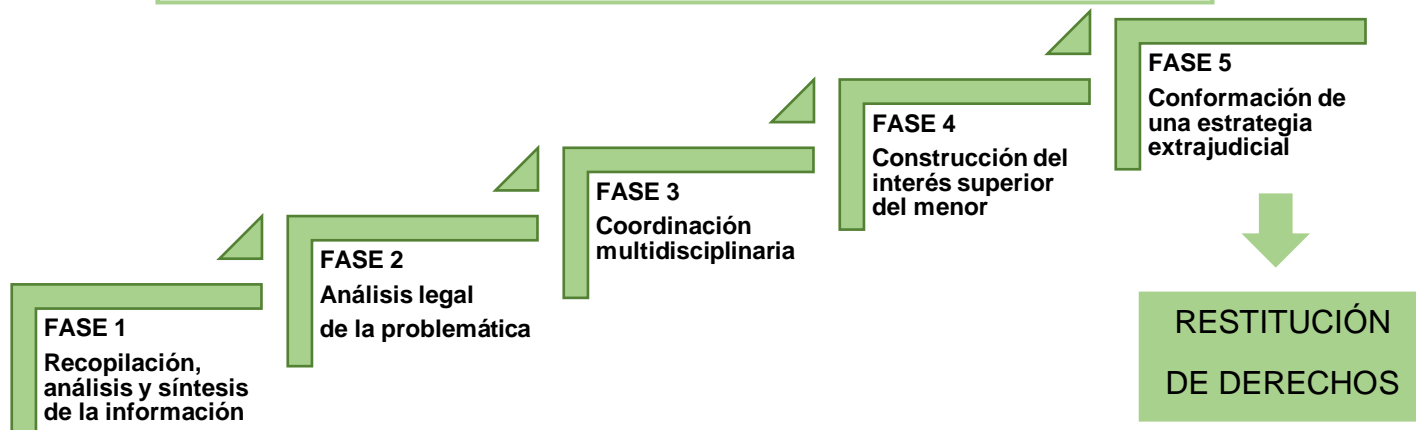 FASE 1
Recopilación,
análisis y síntesis
de la información
FASE 2
Análisis legal
de la problemática
FASE 3
Coordinación
multidisciplinaria
FASE 4
Construcción del
interés superior
del menor
FASE 5
Conformación de
una estrategia
extrajudicial
RESTITUCIÓN
DE DERECHOS